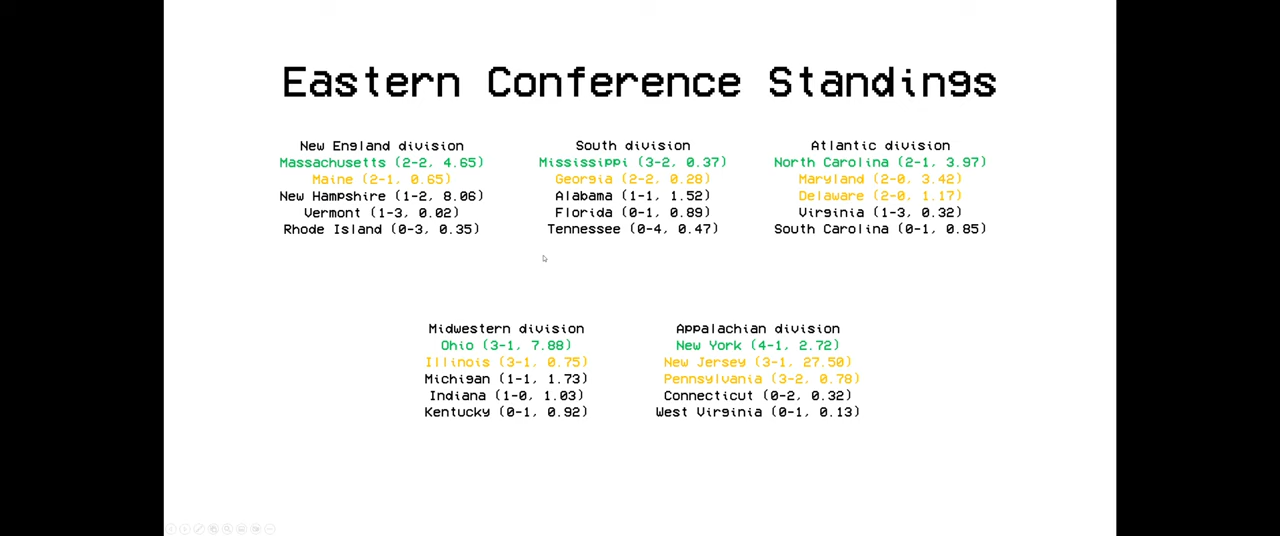 Eastern Conference Standings
New England division
Massachusetts (2-2, 4.65)
Maine (2-1, 0.65)
New Hampshire (1-2, 8.06)
Vermont (1-3, 0.02)
Rhode Island (0-3, 0.35)
South division
Mississippi (3-2, 0.37)
Georgia (2-2, 0.28)
Alabama (1-1, 1.52)
Florida (0-1, 0.89)
Tennessee (0-4, 0.47)
Atlantic division
North Carolina (2-1, 3.97)
Maryland (2-0, 3.42)
Delaware (2-0, 1.17)
Virginia (1-3, 0.32)
South Carolina (0-1, 0.85)
Midwestern division
Ohio (3-1, 7.88)
Illinois (3-1, 0.75)
Michigan (1-1, 1.73)
Indiana (1-0, 1.03)
Kentucky (0-1, 0.92)
Appalachian division
New York (4-1, 2.72)
New Jersey (3-1, 27.50)
Pennsylvania (3-2, 0.78)
Connecticut (0-2, 0.32)
West Virginia (0-1, 0.13)